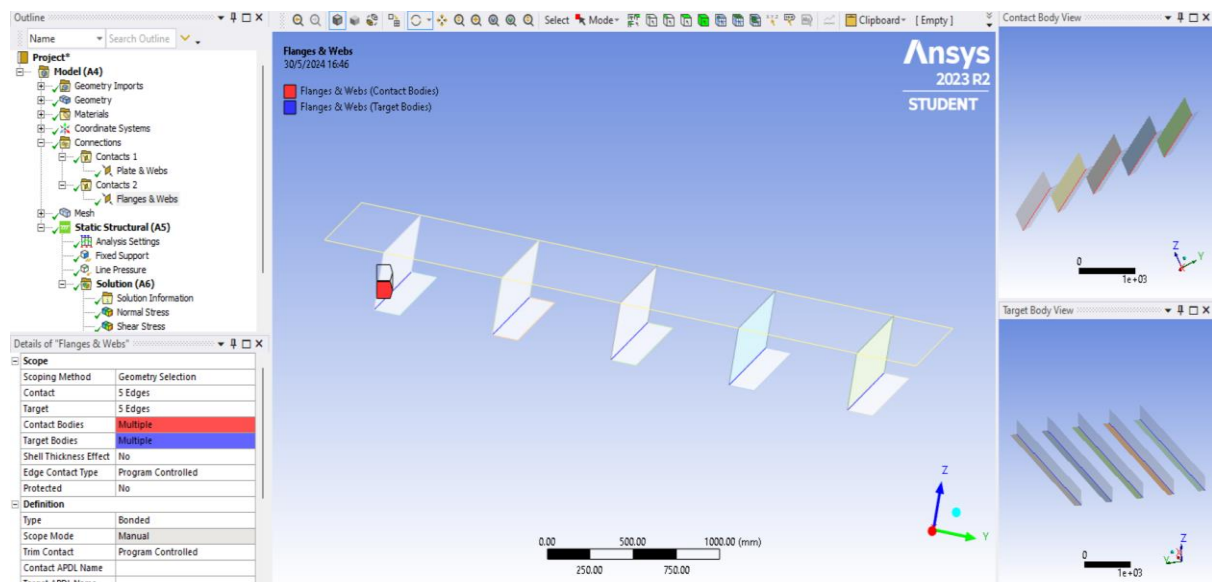 Outline
Name
Search Outline
Project*
Model (A4)
Geometry Imports
Geometry
Materials
Coordinate Systems
Connections
Contacts 1
Plate & Webs
Contacts 2
Flanges & Webs
Mesh
Static Structural (A5)
Analysis Settings
Fixed Support
Line Pressure
Solution (A6)
Solution Information
Normal Stress
Shear Stress
Details of "Flanges & Webs"
Scope
Scoping Method Geometry Selection
Contact 5 Edges
Target 5 Edges
Contact Bodies Multiple
Target Bodies Multiple
Shell Thickness Effect No
Edge Contact Type Program Controlled
Protected No
Definition
Type Bonded
Scope Mode Manual
Trim Contact Program Controlled
Contact APDL Name
Select Mode Clipboard [ Empty ]
Flanges & Webs
30/5/2024 16:46
Flanges & Webs (Contact Bodies)
Flanges & Webs (Target Bodies)
Ansys
2023 R2
STUDENT
Z
Y
0.00 500.00 1000.00 (mm)
250.00 750.00
Contact Body View
Z
Y
0
1e+03
Target Body View
Z
0
1e+03